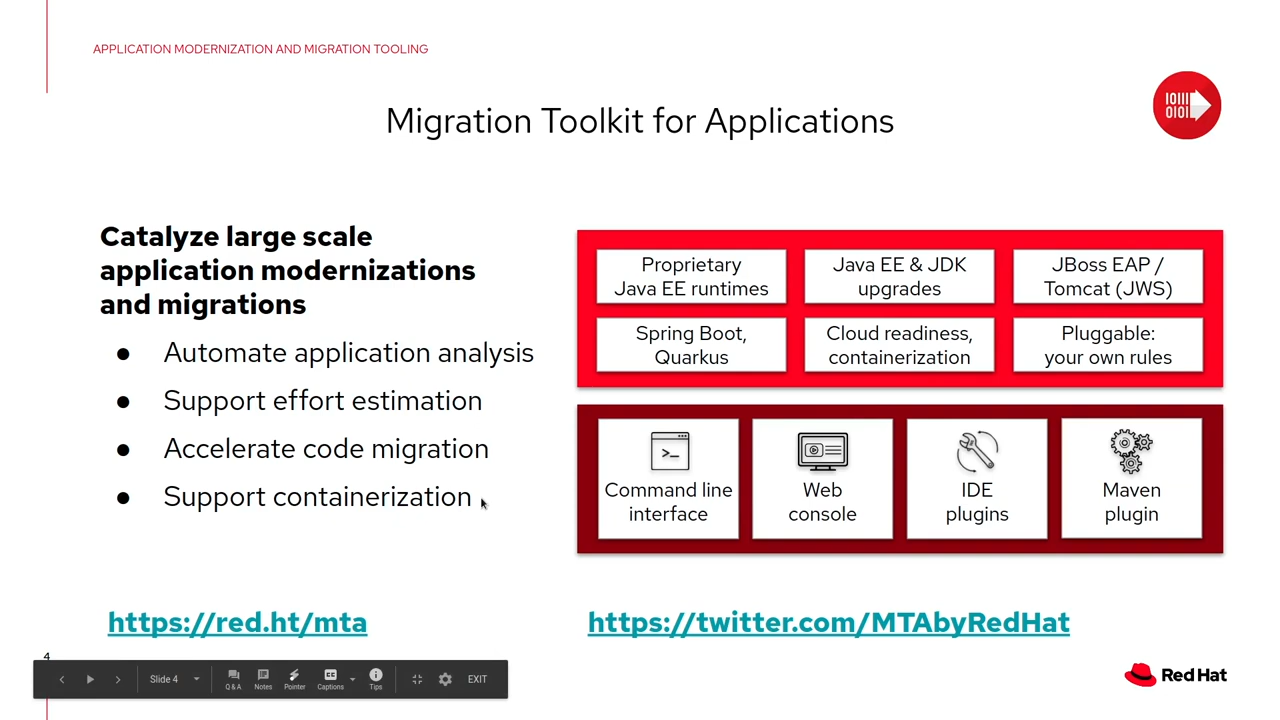 APPLICATION MODERNIZATION AND MIGRATION TOOLING
Migration Toolkit for Applications
Catalyze large scale
application modernizations
and migrations
● Automate application analysis
● Support effort estimation
● Accelerate code migration
● Support containerization
Proprietary
Java EE runtimes
Java EE & JDK
upgrades
JBoss EAP /
Tomcat (JWS)
Spring Boot,
Quarkus
Cloud readiness,
containerization
Pluggable:
your own rules
Command line
interface
Web
console
IDE
plugins
Maven
plugin
https://red.ht/mta
https://twitter.com/MTAbyRedHat
4
Slide 4
Q & A
Notes
Pointer
Captions
Tips
EXIT
Red Hat